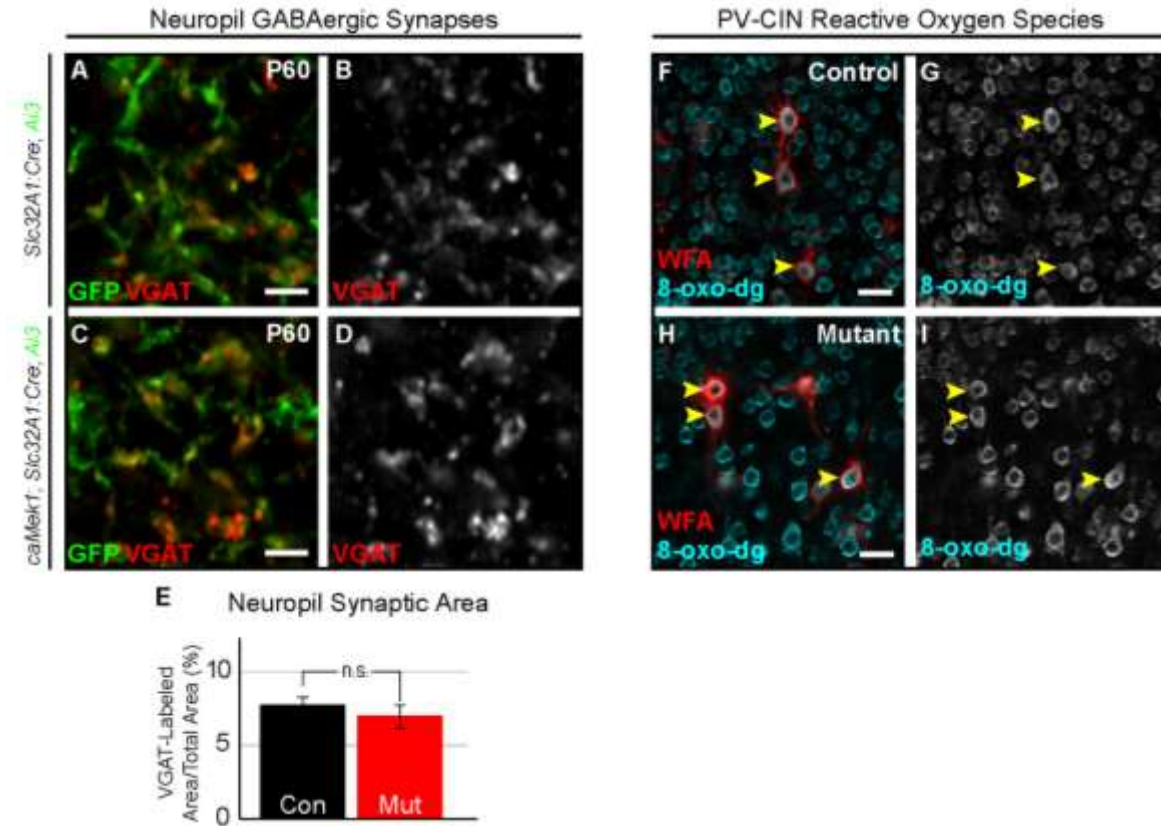 Neuropil GABAergic Synapses
PV-CIN Reactive Oxygen Species
Slc32A1:Cre; Ai3
A P60
GFP VGAT
B
VGAT
F Control
WFA
8-oxo-dg
G
8-oxo-dg
caMek1; Slc32A1:Cre; Ai3
C P60
GFP VGAT
D
VGAT
H Mutant
WFA
8-oxo-dg
I
8-oxo-dg
E Neuropil Synaptic Area
VGAT-Labeled
Area/Total Area (%)
10
5
0
n.s.
Con
Mut